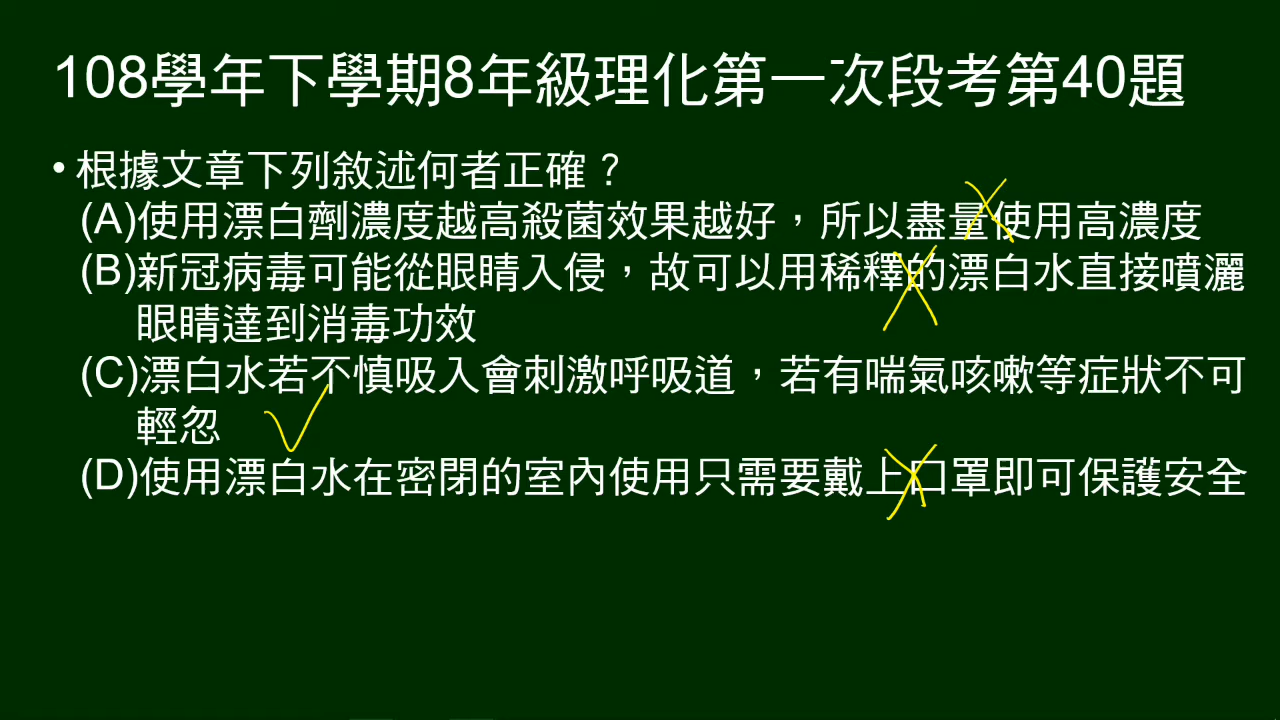 108學年下學期8年級理化第一次段考第40題
•根據文章下列敘述何者正確？
(A)使用漂白劑濃度越高殺菌效果越好，所以盡量使用高濃度
(B)新冠病毒可能從眼睛入侵，故可以用稀釋的漂白水直接噴灑
眼睛達到消毒功效
(C)漂白水若不慎吸入會刺激呼吸道，若有喘氣咳嗽等症狀不可
輕忽
(D)使用漂白水在密閉的室內使用只需要戴上口罩即可保護安全